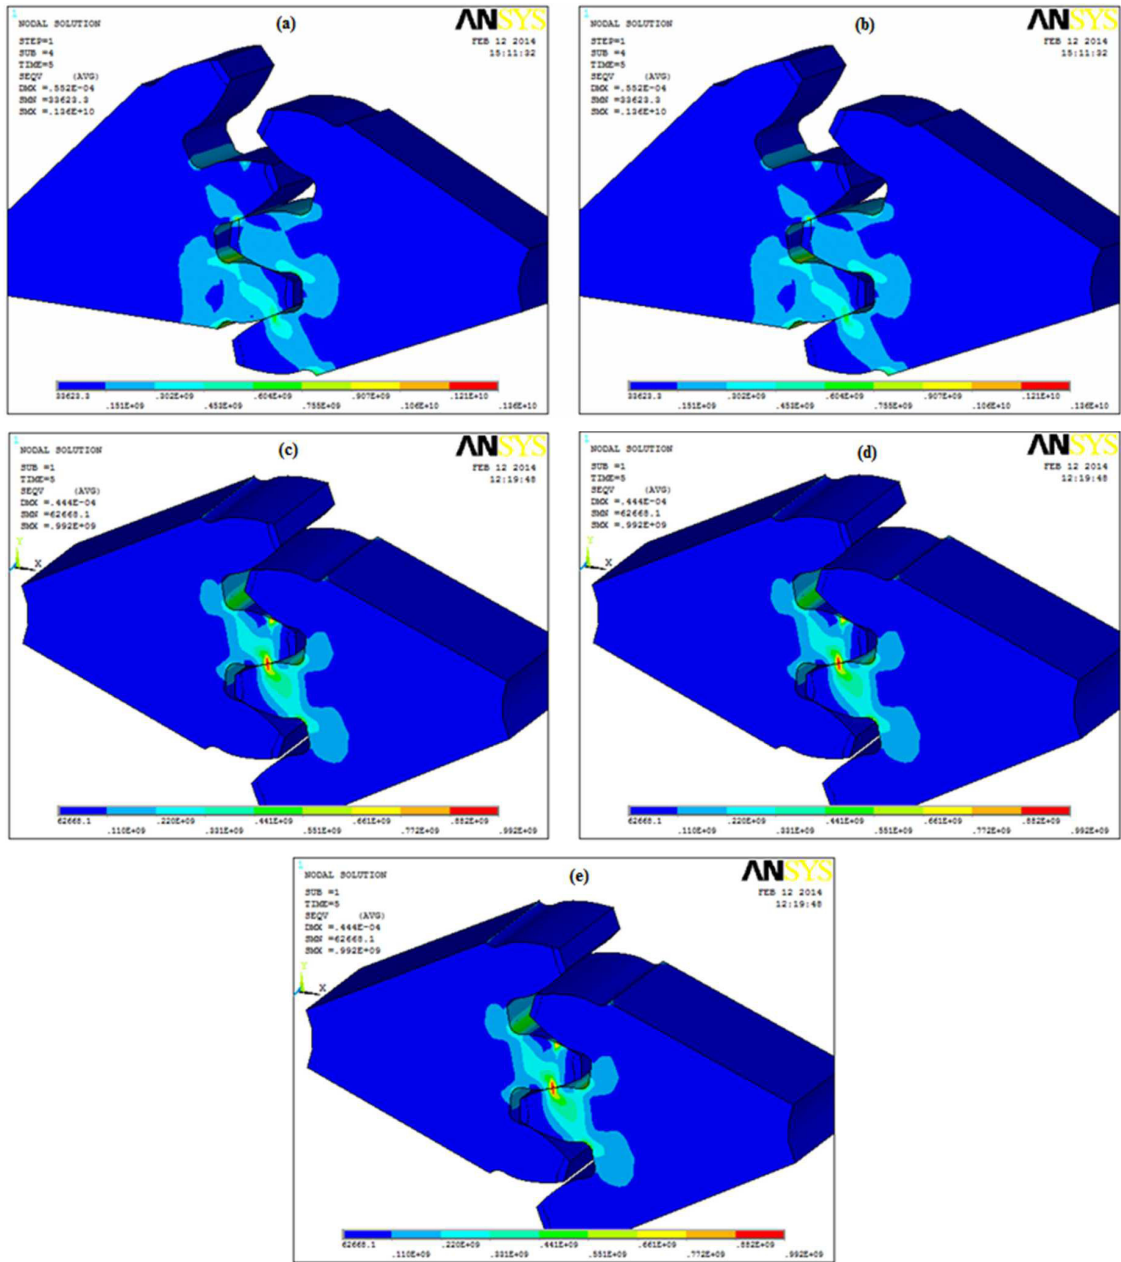 1
NODAL SOLUTION
(a)
ANSYS
FEB 12 2014
15:11:32
STEP=1
SUB =4
TIME=5
SEQV (AVG)
DMX =.552E-04
SMN =33623.3
SMX =.136E+10
33623.3 .302E+09 .604E+09 .907E+09 .121E+10
.151E+09 .453E+09 .755E+09 .106E+10 .136E+10
1
NODAL SOLUTION
(b)
ANSYS
FEB 12 2014
15:11:32
STEP=1
SUB =4
TIME=5
SEQV (AVG)
DMX =.552E-04
SMN =33623.3
SMX =.136E+10
33623.3 .302E+09 .604E+09 .907E+09 .121E+10
.151E+09 .453E+09 .755E+09 .106E+10 .136E+10
1
NODAL SOLUTION
(c)
ANSYS
FEB 12 2014
12:19:48
SUB =1
TIME=5
SEQV (AVG)
DMX =.444E-04
SMN =62668.1
SMX =.992E+09
Y
X
62668.1 .220E+09 .441E+09 .661E+09 .882E+09
.110E+09 .331E+09 .551E+09 .772E+09 .992E+09
1
NODAL SOLUTION
(d)
ANSYS
FEB 12 2014
12:19:48
SUB =1
TIME=5
SEQV (AVG)
DMX =.444E-04
SMN =62668.1
SMX =.992E+09
Y
X
62668.1 .220E+09 .441E+09 .661E+09 .882E+09
.110E+09 .331E+09 .551E+09 .772E+09 .992E+09
1
NODAL SOLUTION
(e)
ANSYS
FEB 12 2014
12:19:48
SUB =1
TIME=5
SEQV (AVG)
DMX =.444E-04
SMN =62668.1
SMX =.992E+09
Y
X
62668.1 .220E+09 .441E+09 .661E+09 .882E+09
.110E+09 .331E+09 .551E+09 .772E+09 .992E+09